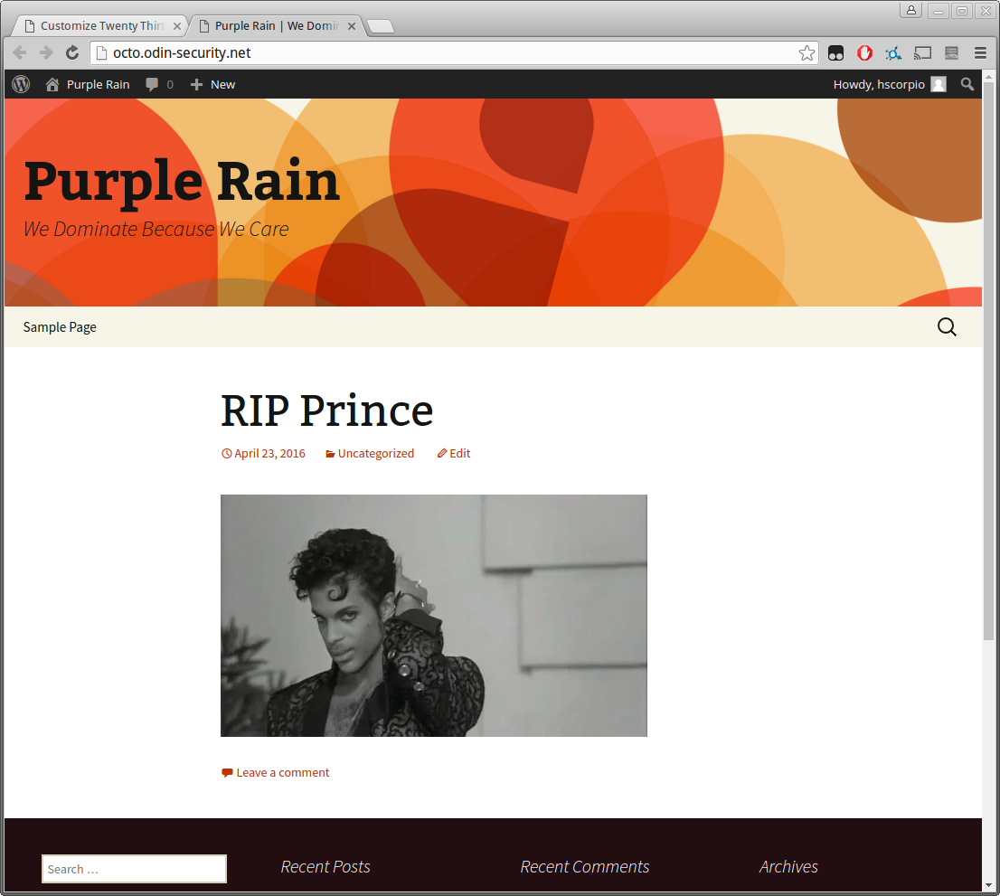 Customize Twenty Thirt
Purple Rain | We Domin
octo.odin-security.net
Purple Rain
0
New
Howdy, hscorpio
Purple Rain
We Dominate Because We Care
Sample Page
RIP Prince
April 23, 2016
Uncategorized
Edit
Leave a comment
Search …
Recent Posts
Recent Comments
Archives